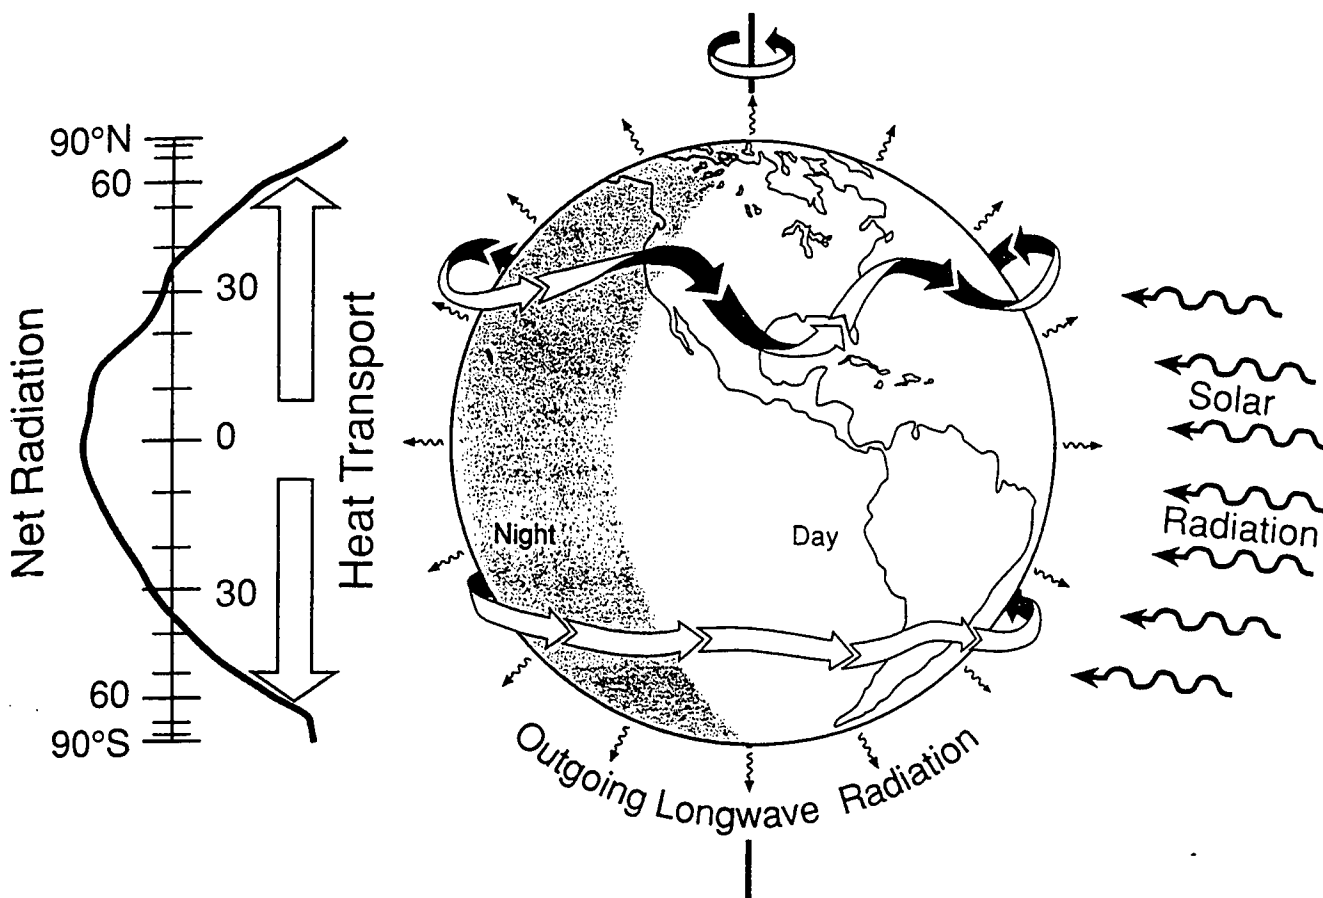 Net Radiation
90°N
60
30
0
30
60
90°S
Heat Transport
Night
Day
Solar
Radiation
Outgoing Longwave Radiation